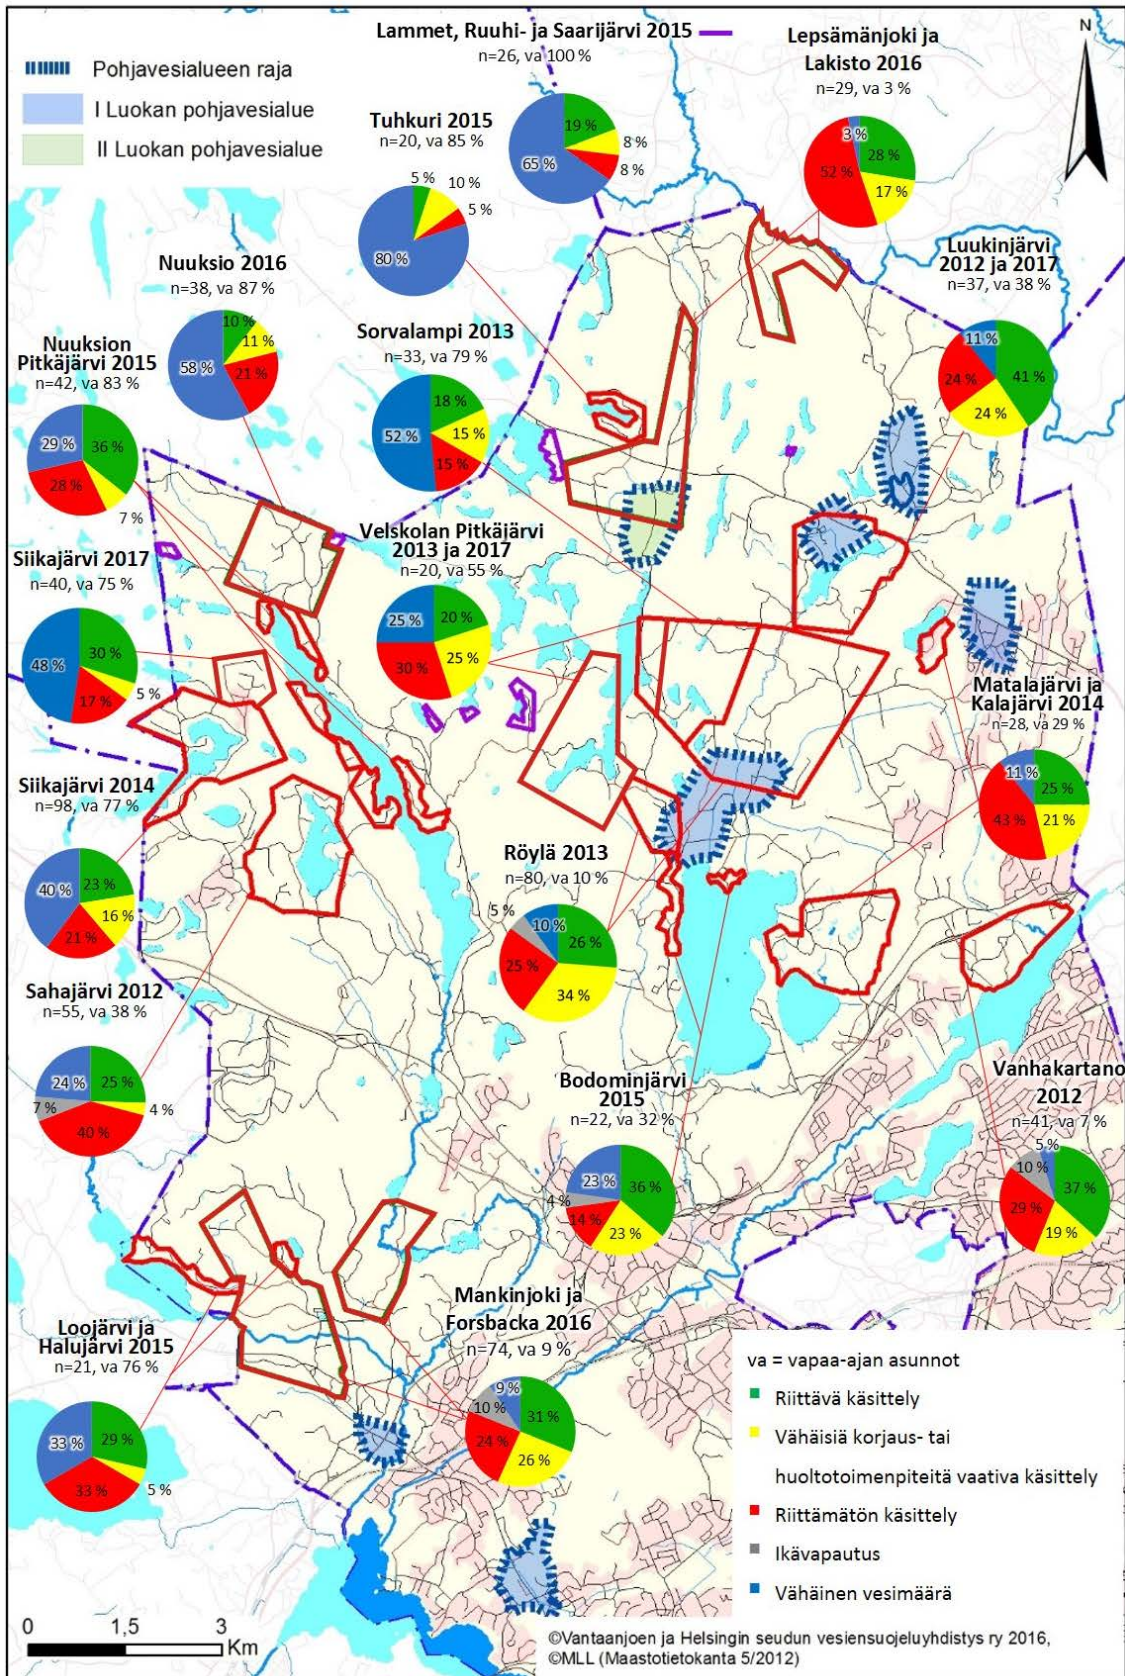 Lammet, Ruuhi- ja Saarijärvi 2015
n=26, va 100 %
19 %
8 %
8 %
65 %
Lepsämänjoki ja
Lakisto 2016
n=29, va 3 %
3 %
28 %
17 %
52 %
N
Pohjavesialueen raja
I Luokan pohjavesialue
II Luokan pohjavesialue
Tuhkuri 2015
n=20, va 85 %
5 %
10 %
5 %
80 %
Luukinjärvi
2012 ja 2017
n=37, va 38 %
11 %
41 %
24 %
24 %
Nuuksio 2016
n=38, va 87 %
10 %
11 %
21 %
58 %
Sorvalampi 2013
n=33, va 79 %
18 %
15 %
15 %
52 %
Nuuksion
Pitkäjärvi 2015
n=42, va 83 %
29 %
36 %
28 %
7 %
Velskolan Pitkäjärvi
2013 ja 2017
n=20, va 55 %
25 %
20 %
25 %
30 %
Siikajärvi 2017
n=40, va 75 %
48 %
30 %
5 %
17 %
Matalajärvi ja
Kalajärvi 2014
n=28, va 29 %
11 %
25 %
21 %
43 %
Siikajärvi 2014
n=98, va 77 %
40 %
23 %
16 %
21 %
Röylä 2013
n=80, va 10 %
5 %
10 %
26 %
25 %
34 %
Sahajärvi 2012
n=55, va 38 %
24 %
25 %
7 %
4 %
40 %
Bodominjärvi
2015
n=22, va 32 %
23 %
36 %
4 %
14 %
23 %
Vanhakartano
2012
n=41, va 7 %
5 %
10 %
37 %
29 %
19 %
Mankinjoki ja
Forsbacka 2016
n=74, va 9 %
9 %
10 %
31 %
24 %
26 %
Loojärvi ja
Halujärvi 2015
n=21, va 76 %
33 %
29 %
5 %
33 %
va = vapaa-ajan asunnot
Riittävä käsittely
Vähäisiä korjaus- tai
huoltotoimenpiteitä vaativa käsittely
Riittämätön käsittely
Ikävapautus
Vähäinen vesimäärä
0 1,5 3
Km
©Vantaanjoen ja Helsingin seudun vesiensuojeluyhdistys ry 2016,
©MLL (Maastotietokanta 5/2012)